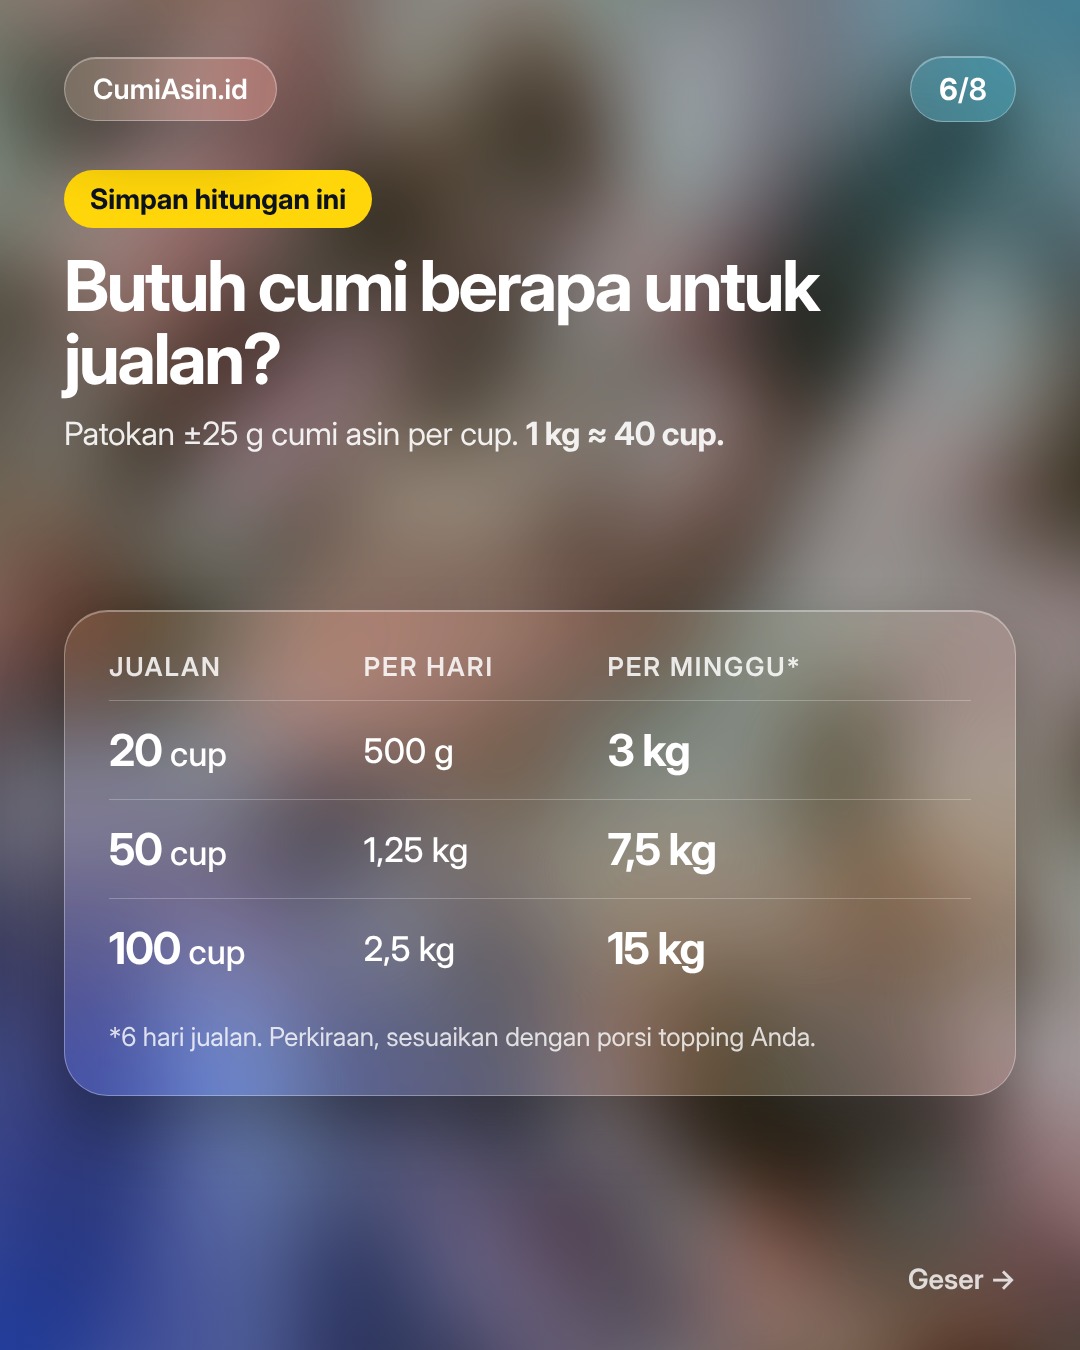 CumiAsin.id
6/8
Simpan hitungan ini
Butuh cumi berapa untuk
jualan?
Patokan ±25 g cumi asin per cup. 1 kg ≈ 40 cup.
JUALAN PER HARI PER MINGGU*
20 cup 500 g 3 kg
50 cup 1,25 kg 7,5 kg
100 cup 2,5 kg 15 kg
*6 hari jualan. Perkiraan, sesuaikan dengan porsi topping Anda.
Geser →